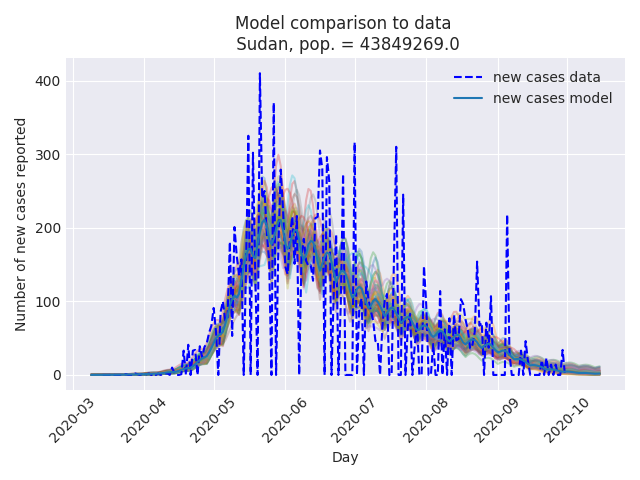 Model comparison to data
Sudan, pop. = 43849269.0
new cases data
new cases model
Number of new cases reported
400
300
200
100
0
2020-03
2020-04
2020-05
2020-06
2020-07
2020-08
2020-09
2020-10
Day